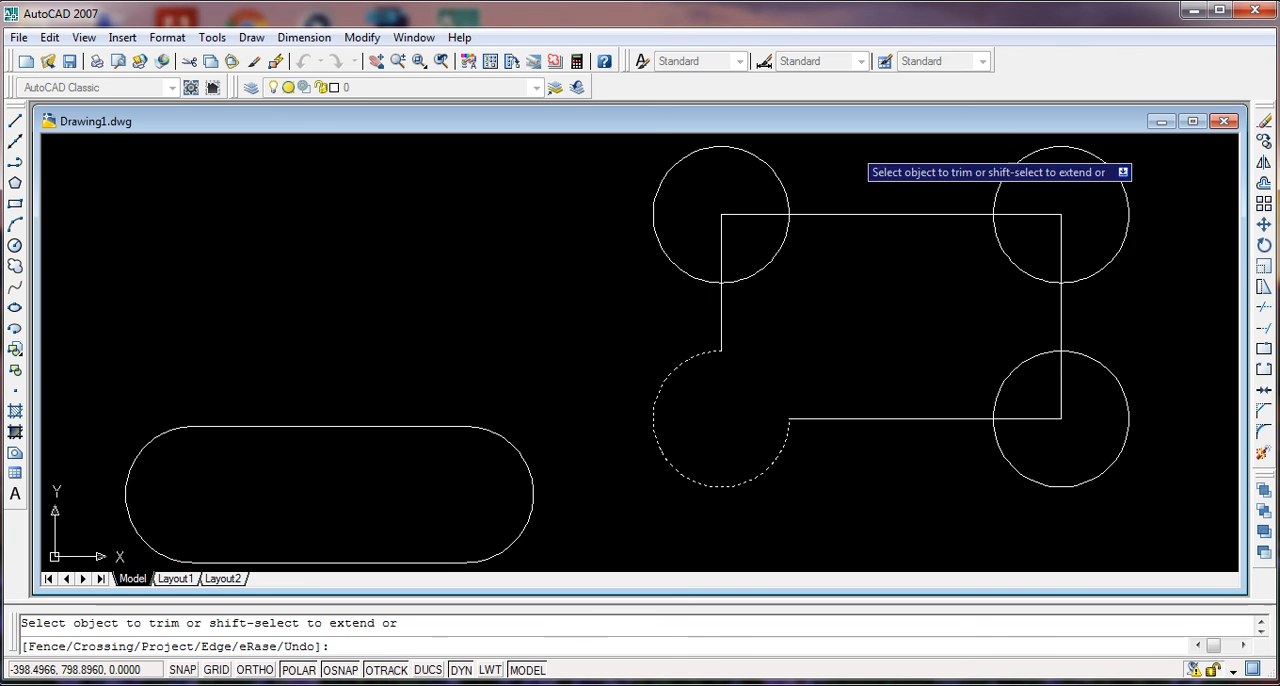 AutoCAD 2007
File Edit View Insert Format Tools Draw Dimension Modify Window Help
Standard Standard Standard
AutoCAD Classic 0
Drawing1.dwg
Select object to trim or shift-select to extend or
Y
X
Model Layout1 Layout2
A
Select object to trim or shift-select to extend or
[Fence/Crossing/Project/Edge/eRase/Undo]:
-398.4966, 798.8960, 0.0000 SNAP GRID ORTHO POLAR OSNAP OTRACK DUCS DYN LWT MODEL